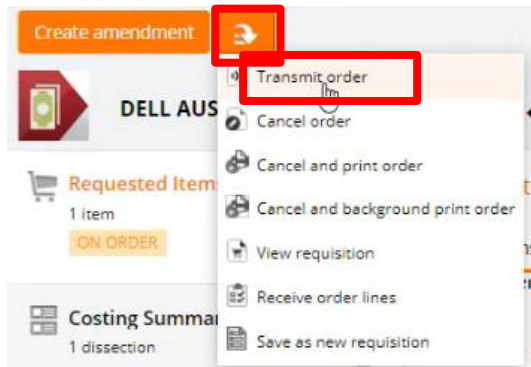 Create amendment
Transmit order
DELL AUS
Cancel order
Cancel and print order
Requested Item
1 item
Cancel and background print order
ON ORDER
View requisition
Receive order lines
Costing Summa
1 dissection
Save as new requisition